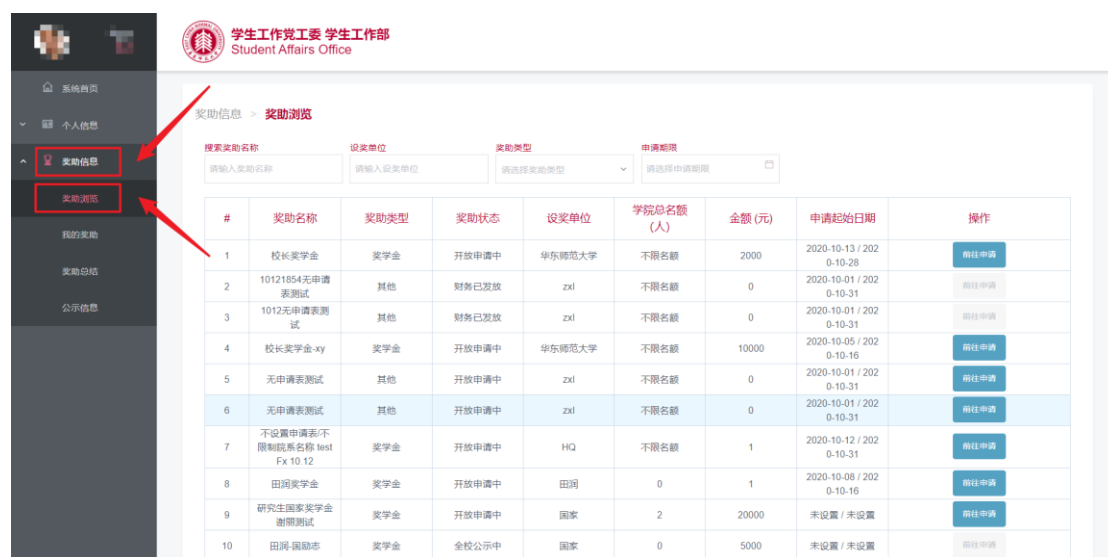 学生工作党工委 学生工作部
Student Affairs Office
系统首页
个人信息
奖助信息
奖助浏览
我的奖助
奖助总结
公示信息
奖助信息 > 奖助浏览
搜索奖助名称 设奖单位 奖助类型 申请期限
请输入奖助名称 请输入设奖单位 请选择奖助类型 请选择申请期限
# 奖助名称 奖助类型 奖助状态 设奖单位 学院总名额 金额 (元) 申请起始日期 操作
(人)
1 校长奖学金 奖学金 开放申请中 华东师范大学 不限名额 2000 2020-10-13 / 202 前往申请
0-10-28
2 10121854无申请 其他 财务已发放 zxl 不限名额 0 2020-10-01 / 202 前往申请
表测试 0-10-31
3 1012无申请表测 其他 财务已发放 zxl 不限名额 0 2020-10-01 / 202 前往申请
试 0-10-31
4 校长奖学金-xy 奖学金 开放申请中 华东师范大学 不限名额 10000 2020-10-05 / 202 前往申请
0-10-16
5 无申请表测试 其他 开放申请中 zxl 不限名额 0 2020-10-01 / 202 前往申请
0-10-31
6 无申请表测试 其他 开放申请中 zxl 不限名额 0 2020-10-01 / 202 前往申请
0-10-31
7 不设置申请表/不 奖学金 开放申请中 HQ 不限名额 1 2020-10-12 / 202 前往申请
限制院系名称 test 0-10-31
Fx 10.12
8 田润奖学金 奖学金 开放申请中 田润 0 1 2020-10-08 / 202 前往申请
0-10-16
9 研究生国家奖学金 奖学金 开放申请中 国家 2 20000 未设置 / 未设置 前往申请
谢丽测试
10 田润-国励志 奖学金 全校公示中 国家 0 5000 未设置 / 未设置 前往申请